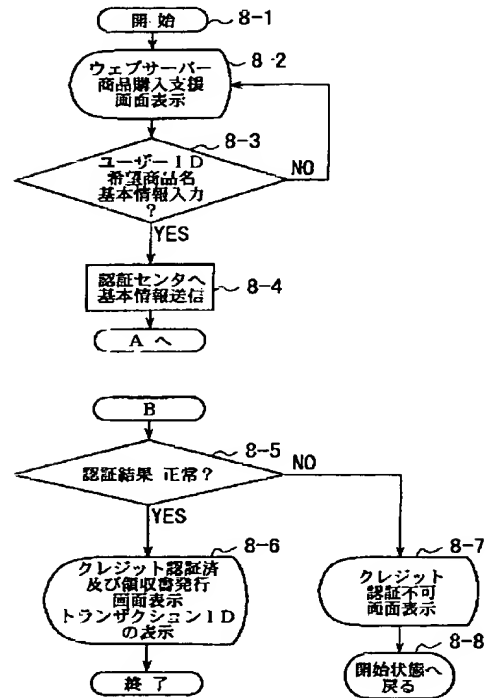 開始
8-1
ウェブサーバー
商品購入支援
画面表示
8-2
8-3
ユーザーID
希望商品名
基本情報入力
?
NO
YES
認証センタへ
基本情報送信
8-4
Aへ
B
8-5
認証結果 正常?
NO
YES
8-6
クレジット認証済
及び領収書発行
画面表示
トランザクションID
の表示
8-7
クレジット
認証不可
画面表示
8-8
開始状態へ
戻る
終了